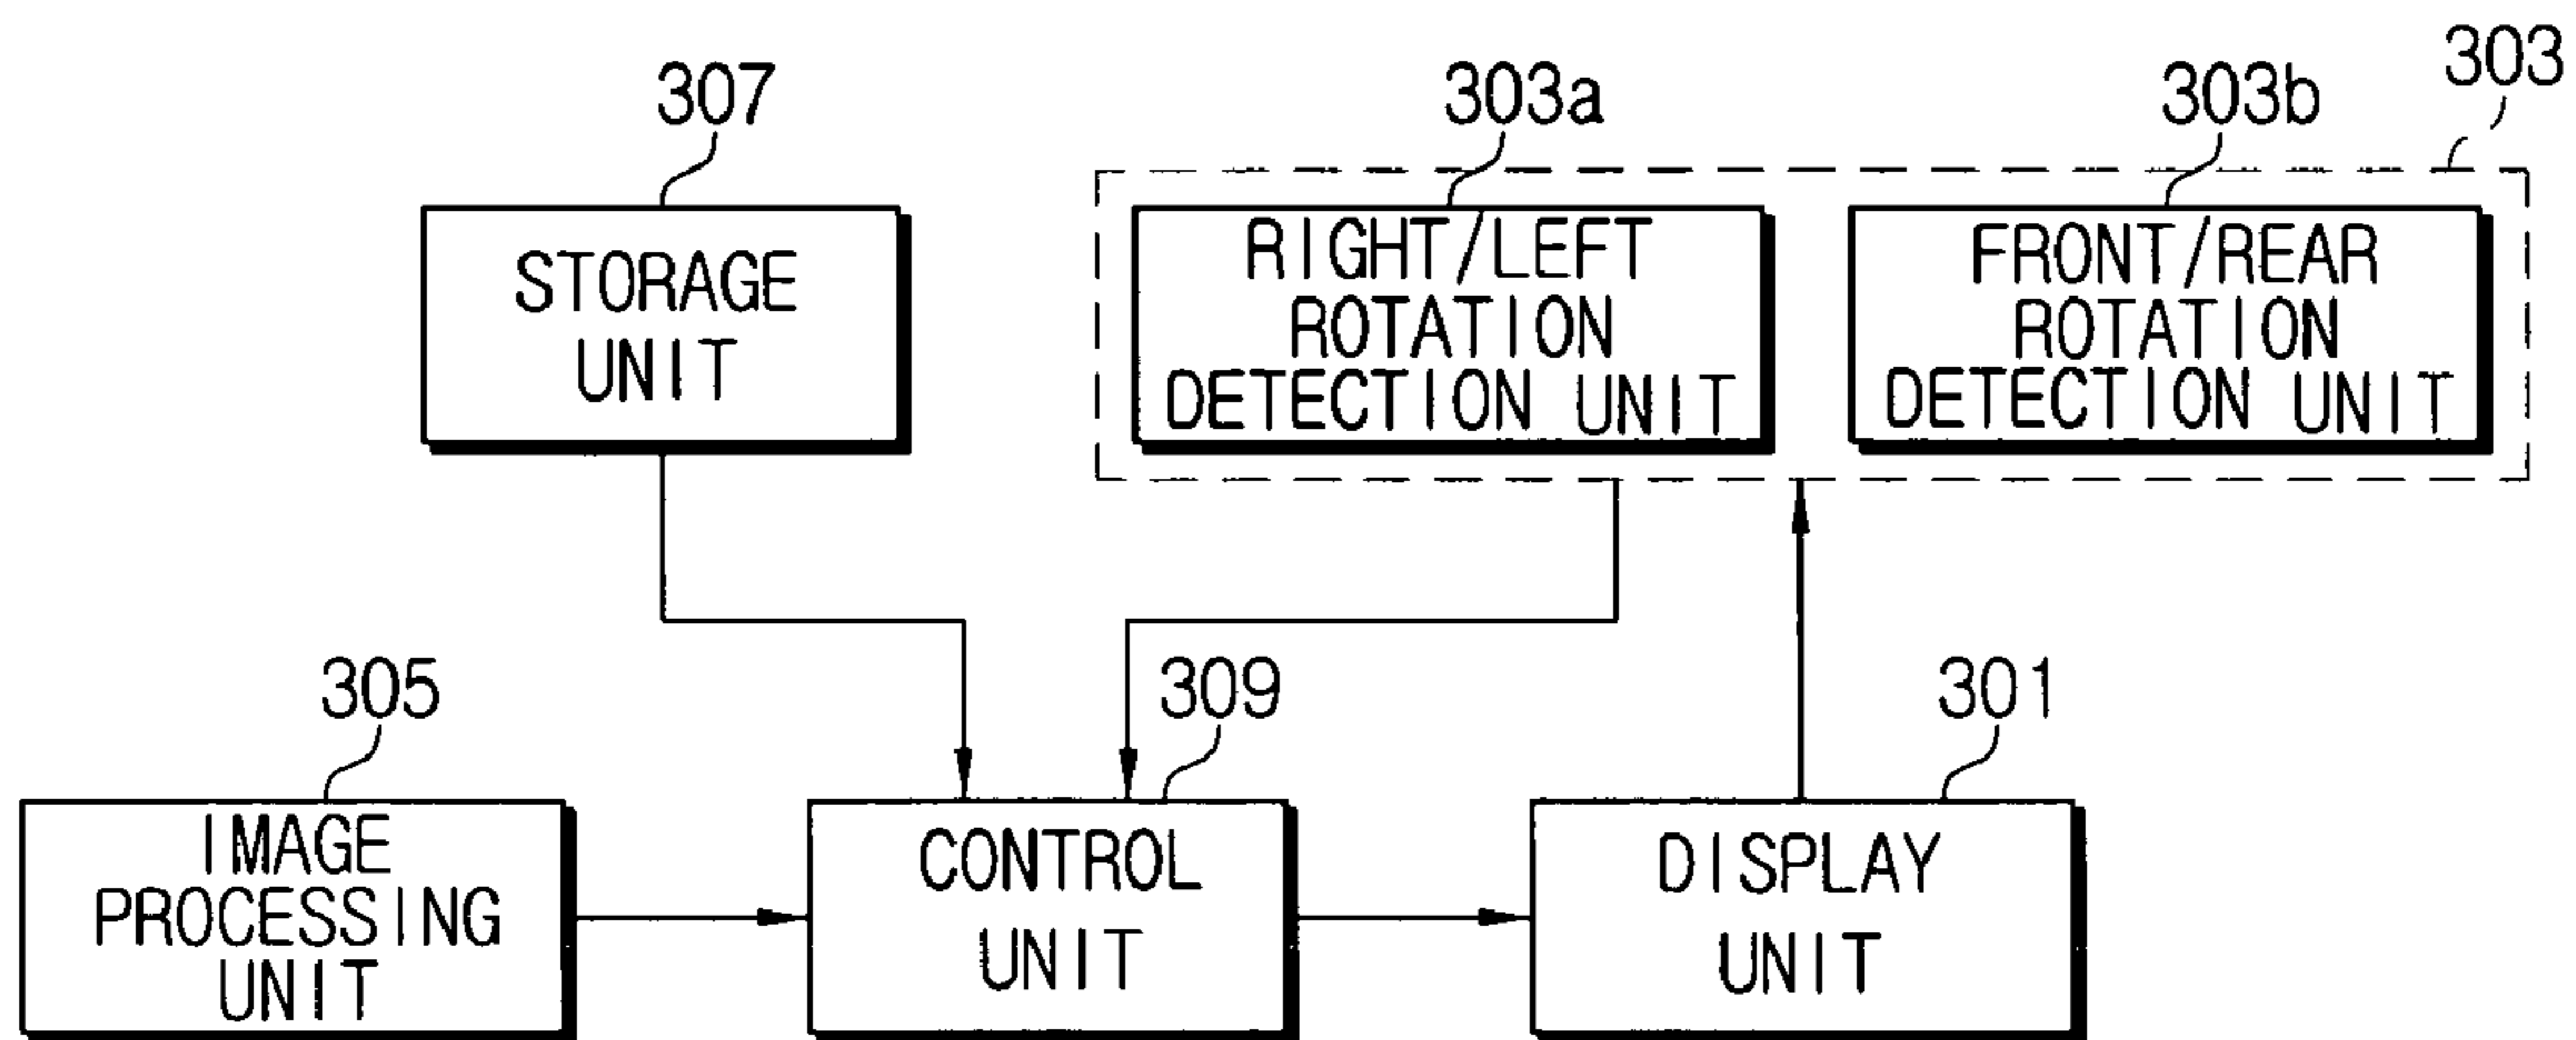 303
307
303a
303b
STORAGE
UNIT
RIGHT/LEFT
ROTATION
DETECTION UNIT
FRONT/REAR
ROTATION
DETECTION UNIT
305
309
301
IMAGE
PROCESSING
UNIT
CONTROL
UNIT
DISPLAY
UNIT